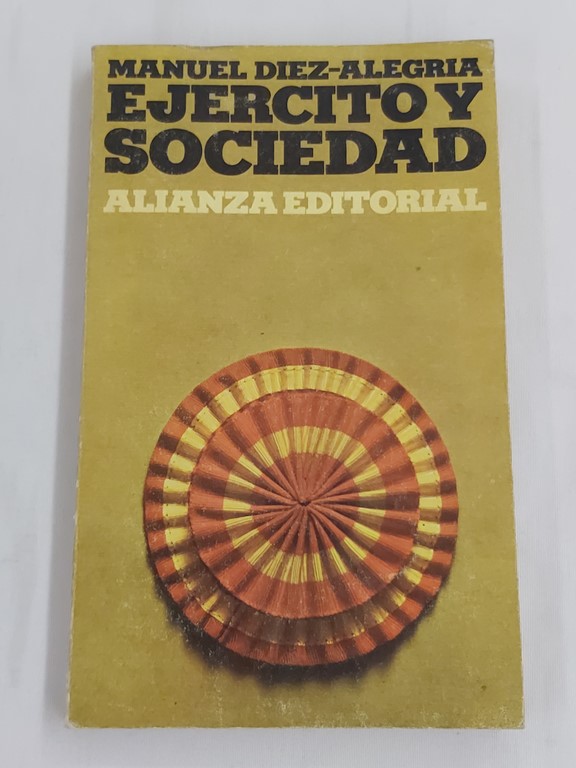 MANUEL DIEZ-ALEGRIA
EJERCITO Y
SOCIEDAD
ALIANZA EDITORIAL